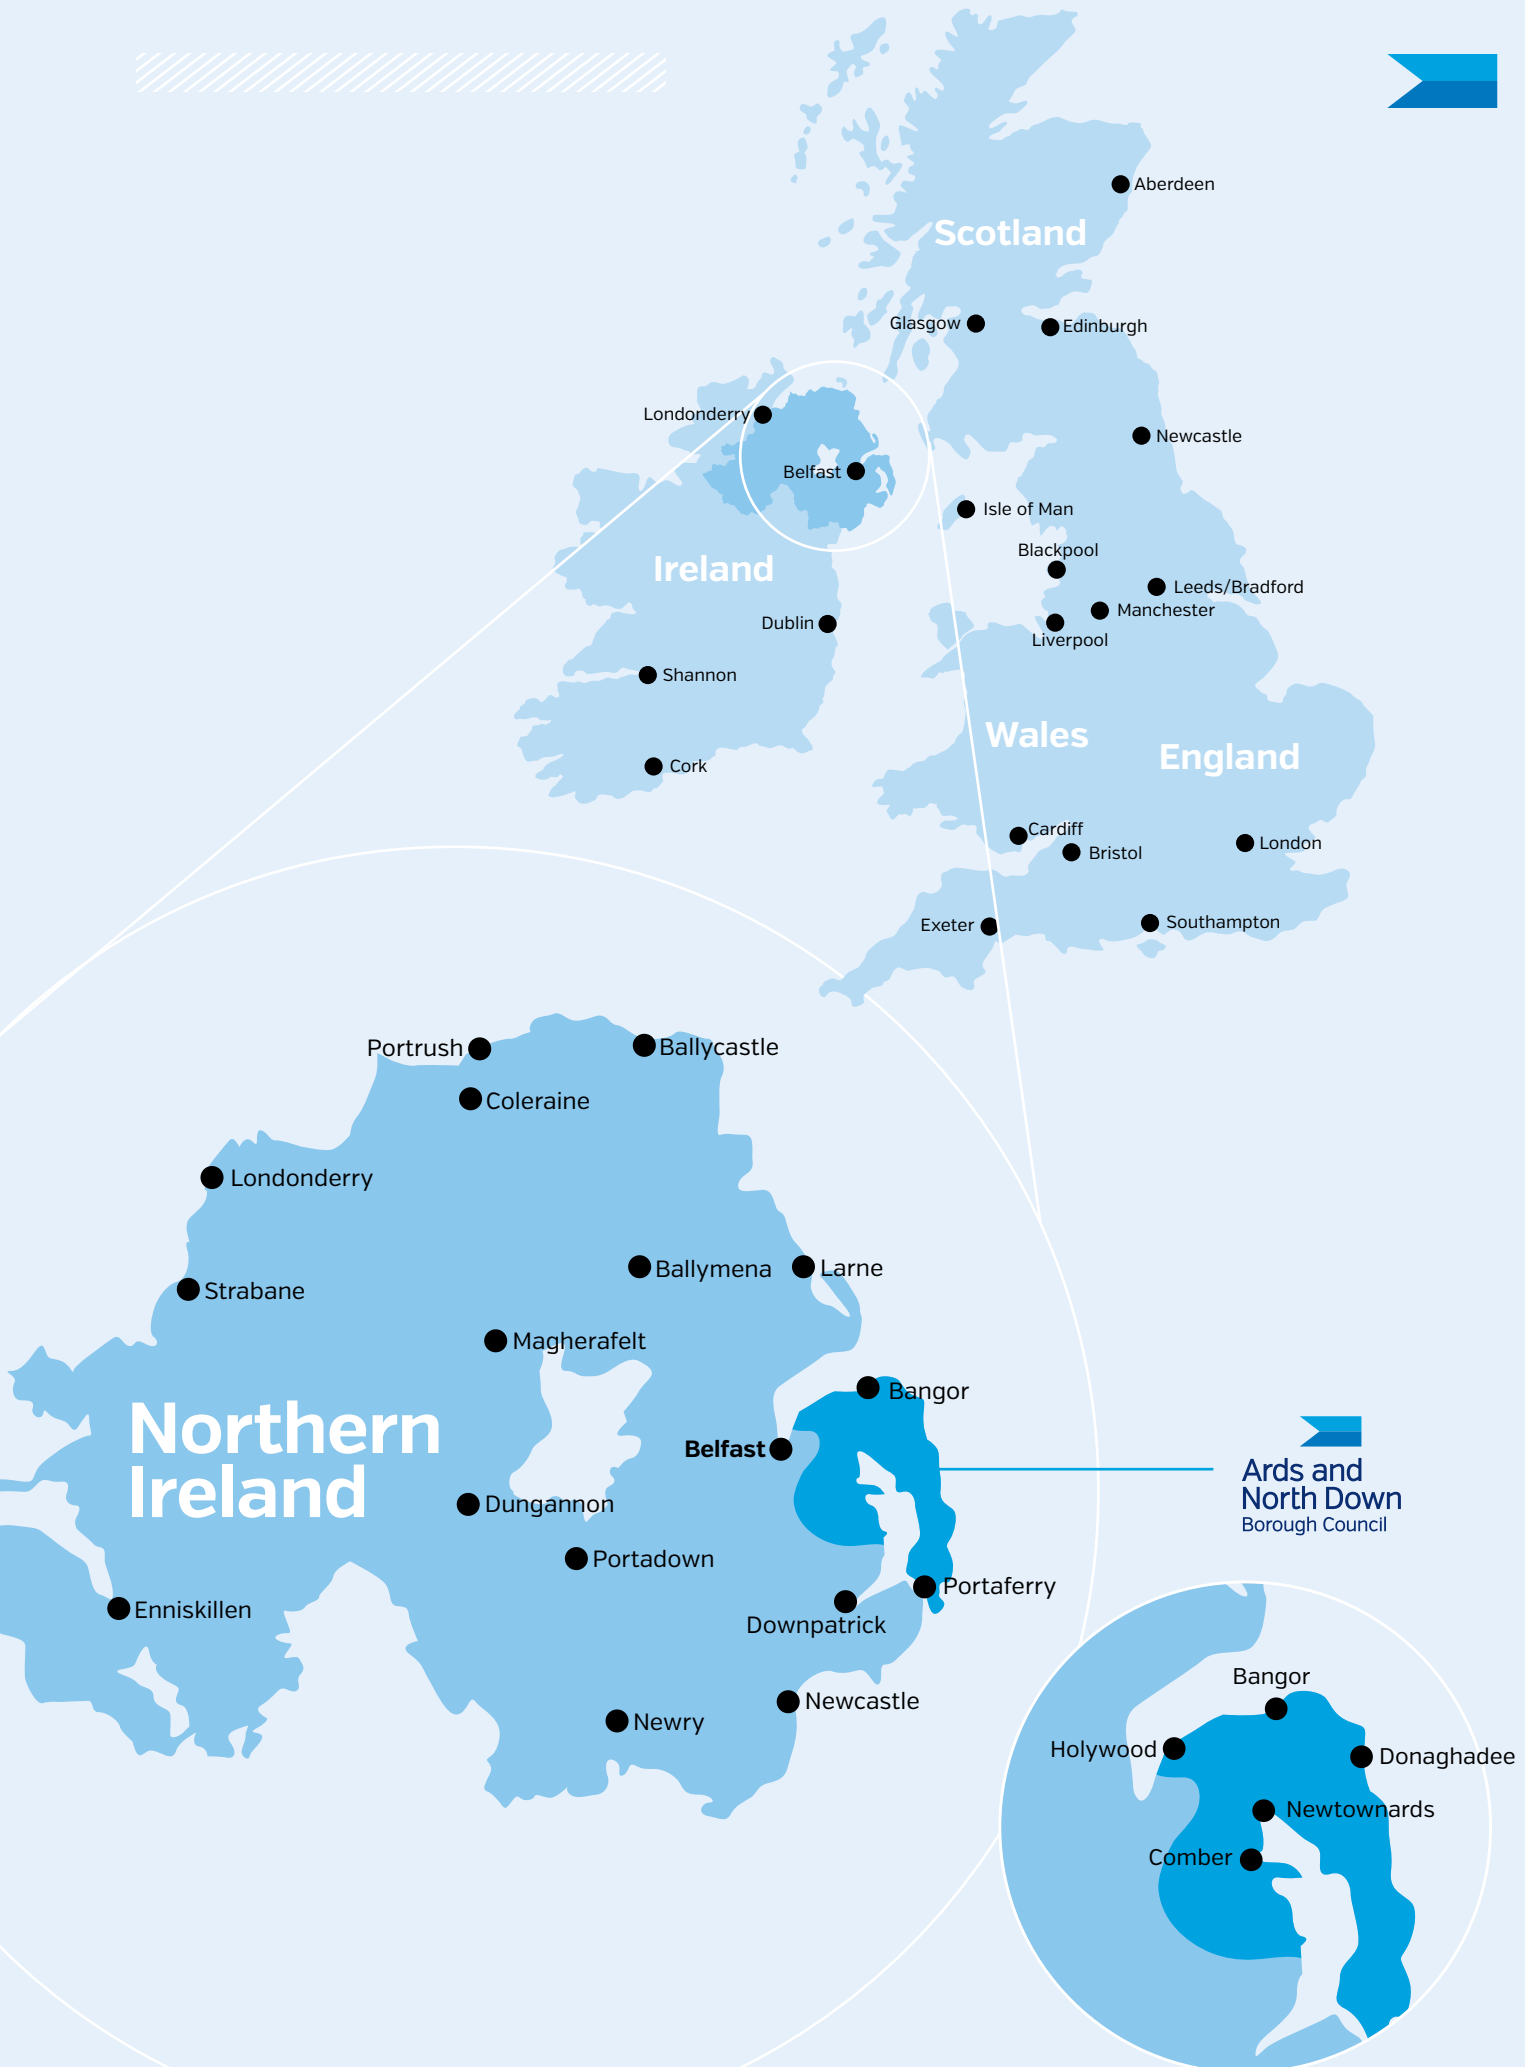 Aberdeen
Scotland
Glasgow
Edinburgh
Londonderry
Newcastle
Belfast
Isle of Man
Blackpool
Ireland
Leeds/Bradford
Manchester
Dublin
Liverpool
Shannon
Wales
England
Cork
Cardiff
Bristol
London
Exeter
Southampton
Portrush
Ballycastle
Coleraine
Londonderry
Ballymena
Larne
Strabane
Magherafelt
Bangor
Northern
Ireland
Belfast
Ards and
North Down
Borough Council
Dungannon
Portadown
Portaferry
Enniskillen
Downpatrick
Newcastle
Newry
Bangor
Holywood
Donaghadee
Newtownards
Comber